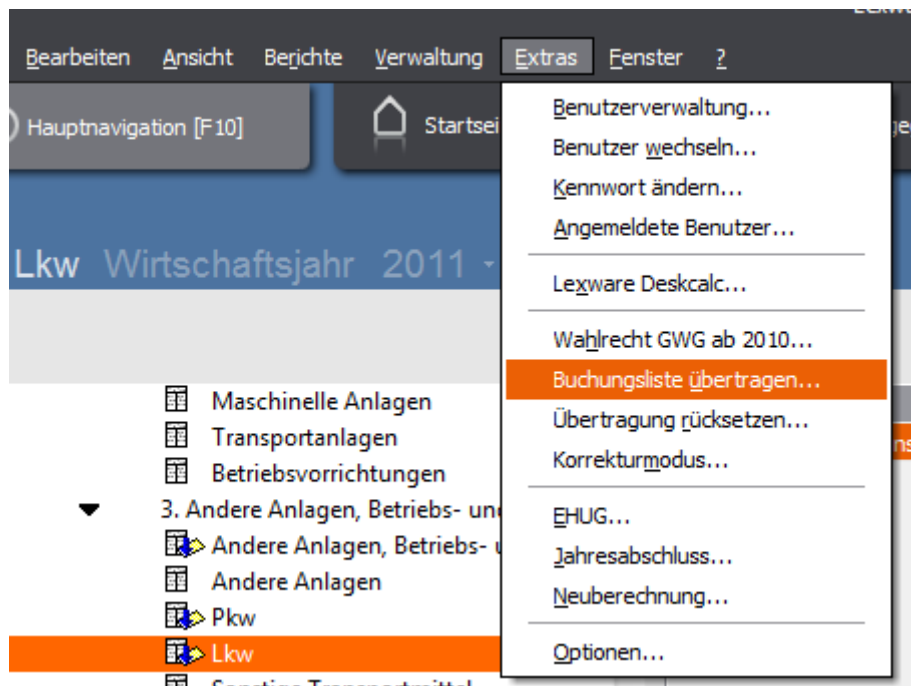 Bearbeiten Ansicht Berichte Verwaltung Extras Fenster ?
Hauptnavigation [F10]
Lkw Wirtschaftsjahr 2011 -
Benutzerverwaltung...
Benutzer wechseln...
Kennwort ändern...
Angemeldete Benutzer...
Lexware Deskcalc...
Wahlrecht GWG ab 2010...
Buchungsliste übertragen...
Übertragung rücksetzen...
Korrekturmodus...
EHUG...
Jahresabschluss...
Neuberechnung...
Optionen...
Maschinelle Anlagen
Transportanlagen
Betriebsvorrichtungen
3. Andere Anlagen, Betriebs- und
Andere Anlagen, Betriebs-
Andere Anlagen
Pkw
Lkw
Sonstige Transportmittel